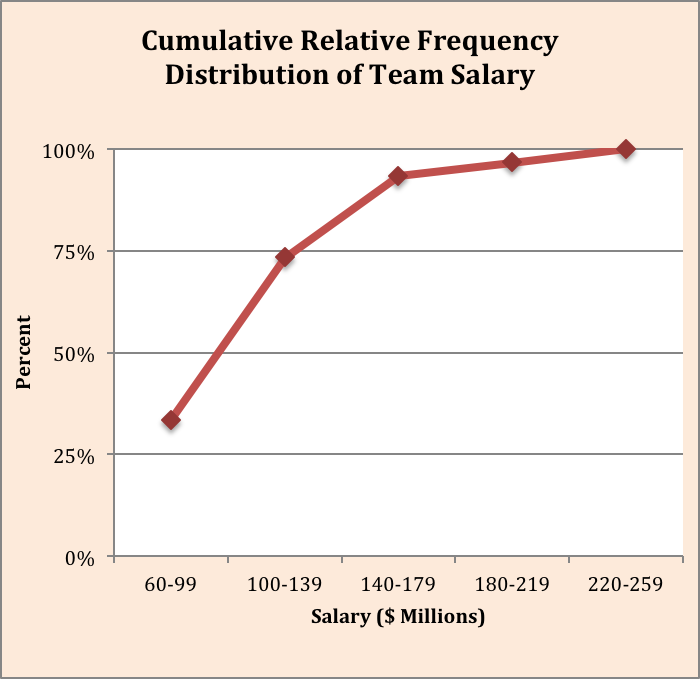 Cumulative Relative Frequency
Distribution of Team Salary
100%
75%
50%
25%
0%
Percent
60-99 100-139 140-179 180-219 220-259
Salary ($ Millions)